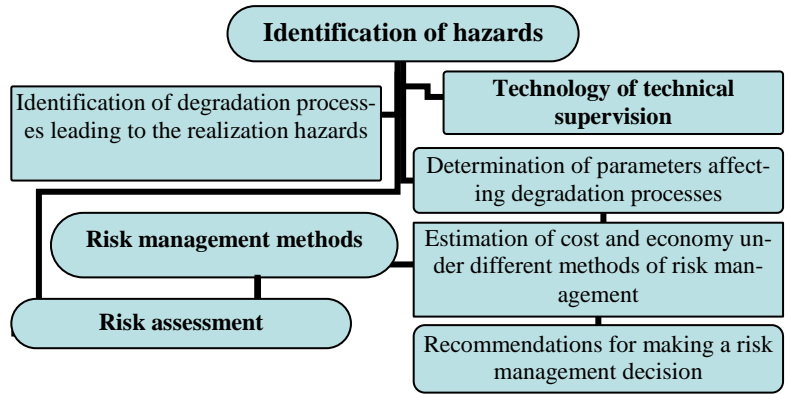 Identification of hazards
Identification of degradation process-
es leading to the realization hazards
Technology of technical
supervision
Determination of parameters affect-
ing degradation processes
Risk management methods
Estimation of cost and economy un-
der different methods of risk man-
agement
Risk assessment
Recommendations for making a risk
management decision